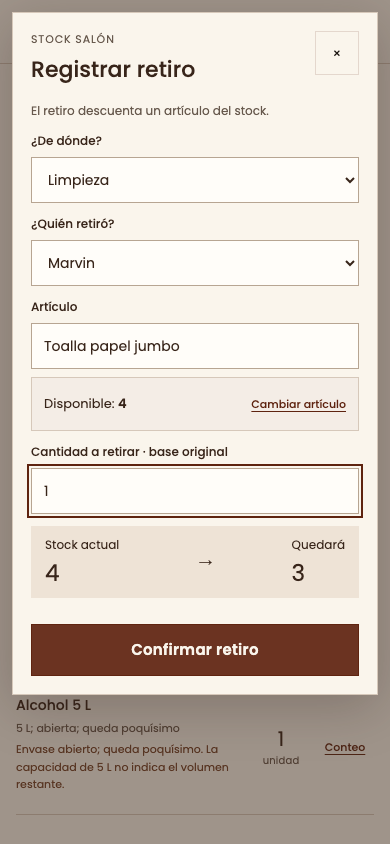 STOCK SALÓN
Registrar retiro
×
El retiro descuenta un artículo del stock.
¿De dónde?
Limpieza
¿Quién retiró?
Marvin
Artículo
Toalla papel jumbo
Disponible: 4
Cambiar artículo
Cantidad a retirar · base original
1
Stock actual
4
→
Quedará
3
Confirmar retiro
Alcohol 5 L
5 L; abierta; queda poquísimo
Envase abierto; queda poquísimo. La
capacidad de 5 L no indica el volumen
restante.
1
unidad
Conteo